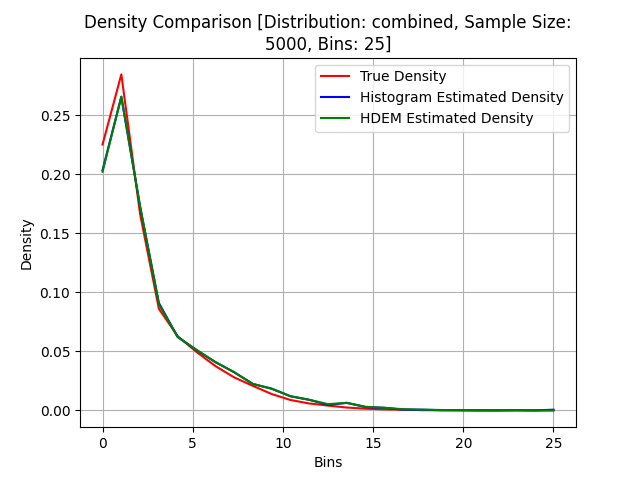 Density Comparison [Distribution: combined, Sample Size:
5000, Bins: 25]
True Density
Histogram Estimated Density
HDEM Estimated Density
Density
0.25
0.20
0.15
0.10
0.05
0.00
0 5 10 15 20 25
Bins